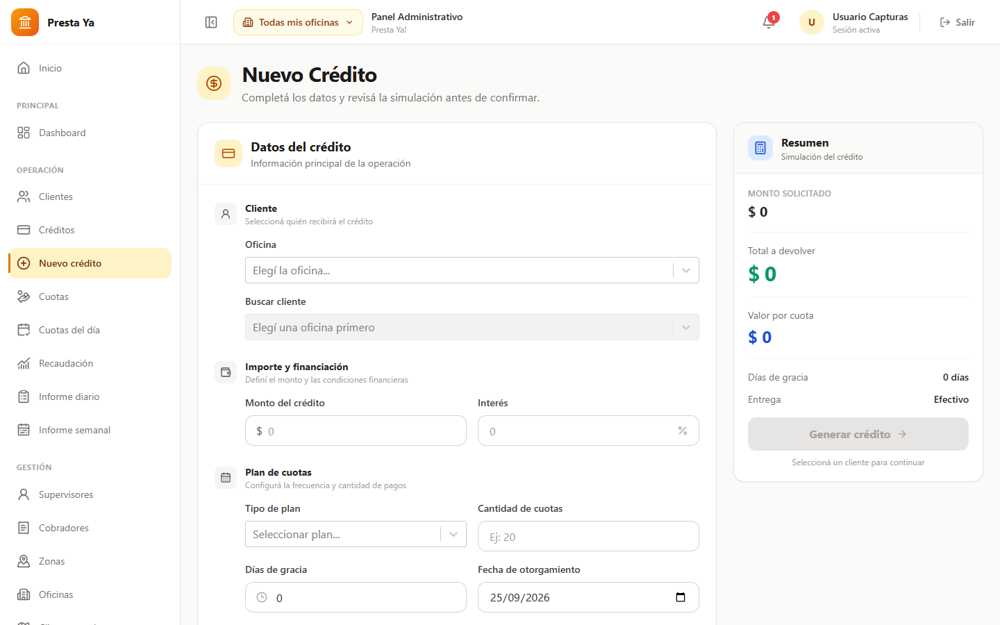 Presta Ya
Todas mis oficinas
Panel Administrativo
Presta Ya!
1
U
Usuario Capturas
Sesión activa
Salir
Inicio
PRINCIPAL
Dashboard
OPERACIÓN
Clientes
Créditos
Nuevo crédito
Cuotas
Cuotas del día
Recaudación
Informe diario
Informe semanal
GESTIÓN
Supervisores
Cobradores
Zonas
Oficinas
Nuevo Crédito
Completá los datos y revisá la simulación antes de confirmar.
Datos del crédito
Información principal de la operación
Cliente
Seleccioná quién recibirá el crédito
Oficina
Elegí la oficina...
Buscar cliente
Elegí una oficina primero
Importe y financiación
Definí el monto y las condiciones financieras
Monto del crédito
$ 0
Interés
0 %
Plan de cuotas
Configurá la frecuencia y cantidad de pagos
Tipo de plan
Seleccionar plan...
Cantidad de cuotas
Ej: 20
Días de gracia
0
Fecha de otorgamiento
25/09/2026
Resumen
Simulación del crédito
MONTO SOLICITADO
$ 0
Total a devolver
$ 0
Valor por cuota
$ 0
Días de gracia 0 días
Entrega Efectivo
Generar crédito →
Seleccioná un cliente para continuar